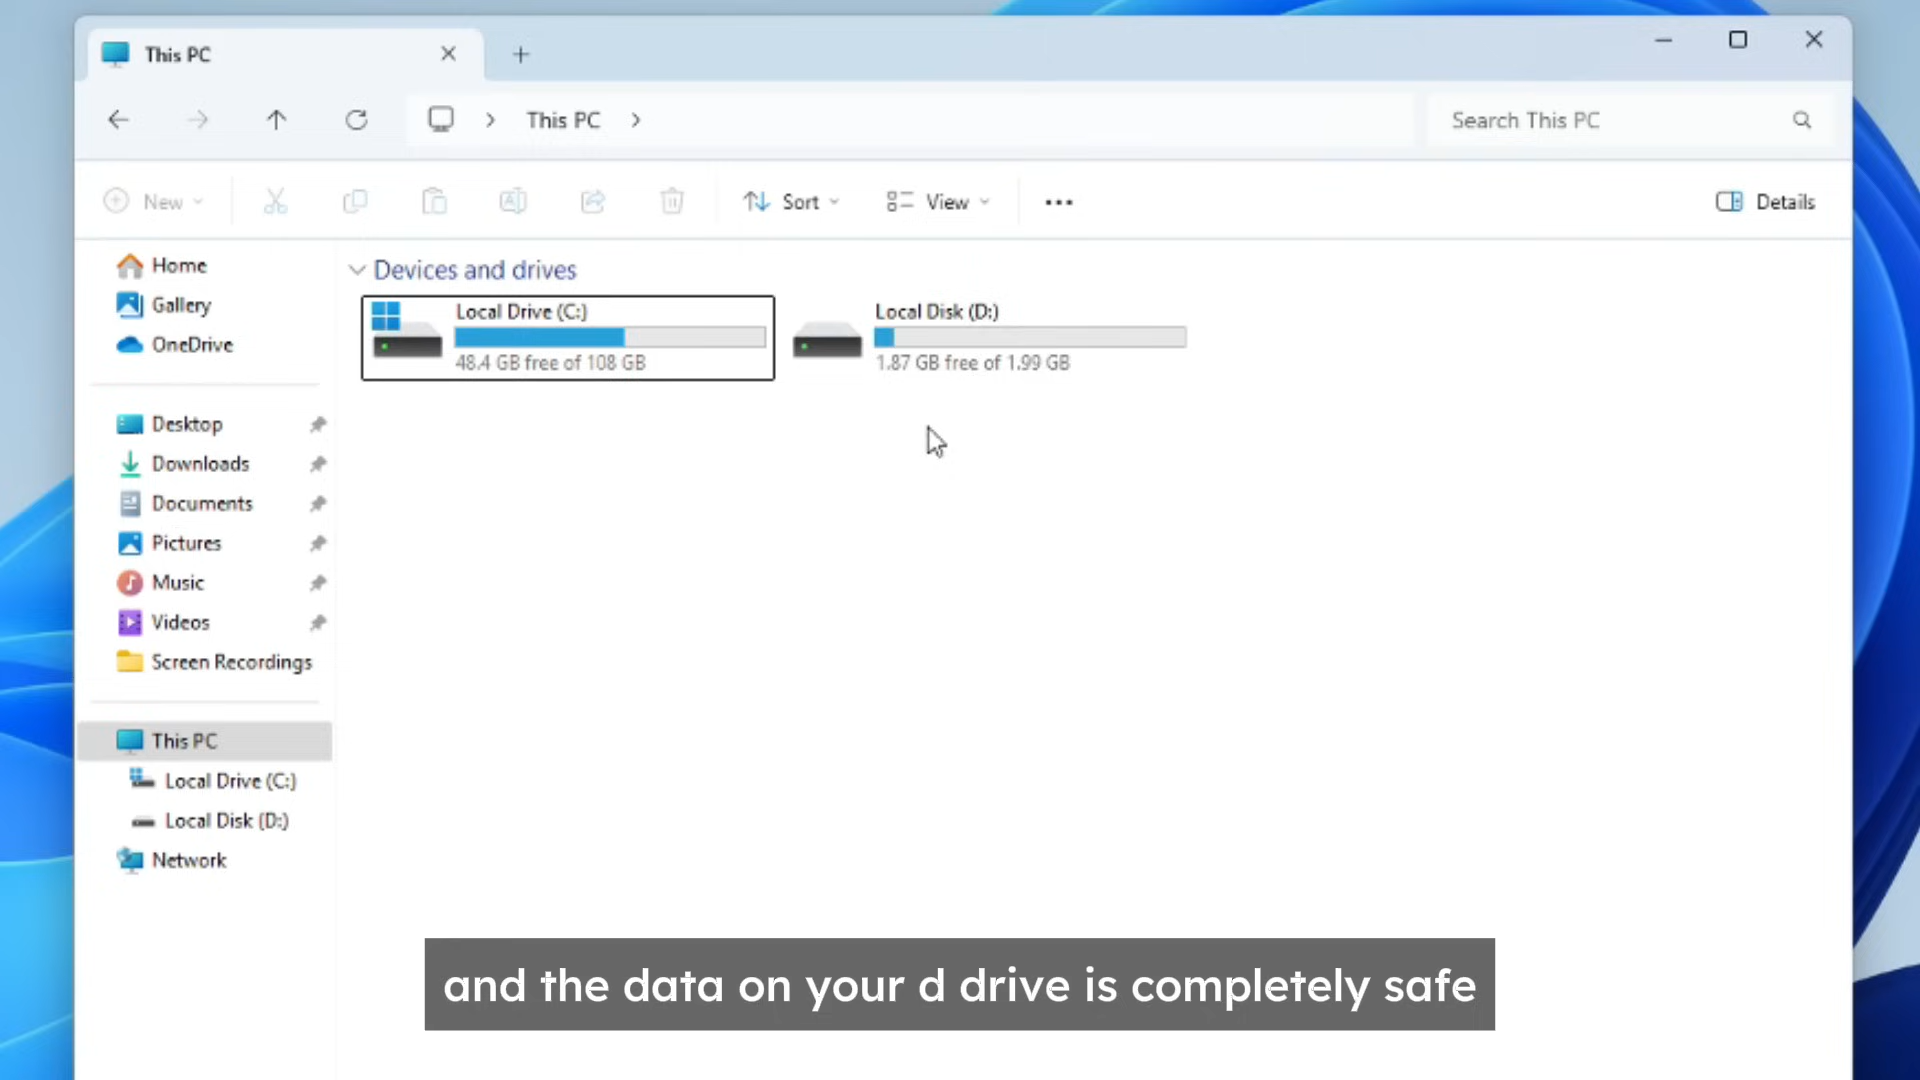 This PC
This PC
Search This PC
New
Sort
View
Details
Home
Gallery
OneDrive
Desktop
Downloads
Documents
Pictures
Music
Videos
Screen Recordings
This PC
Local Drive (C:)
Local Disk (D:)
Network
Devices and drives
Local Drive (C:)
48.4 GB free of 108 GB
Local Disk (D:)
1.87 GB free of 1.99 GB
and the data on your d drive is completely safe